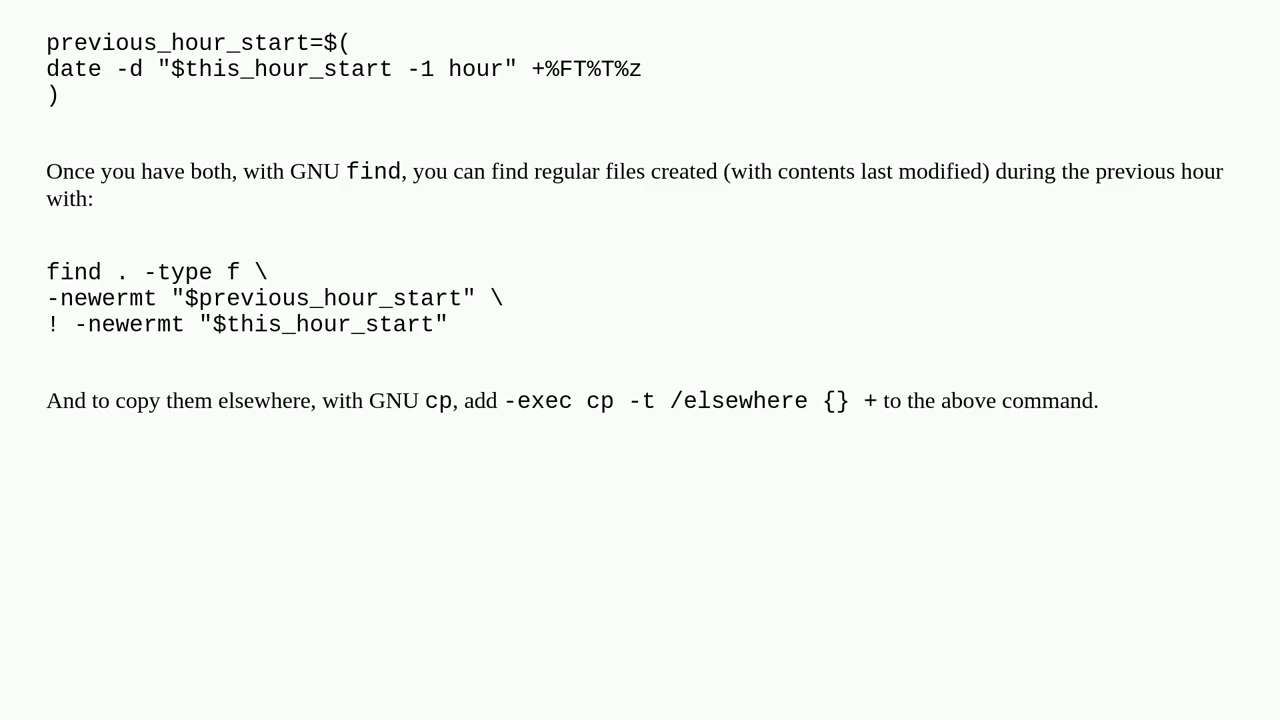 previous_hour_start=$(
date -d "$this_hour_start -1 hour" +%FT%T%z
)
Once you have both, with GNU find, you can find regular files created (with contents last modified) during the previous hour
with:
find . -type f \
-newermt "$previous_hour_start" \
! -newermt "$this_hour_start"
And to copy them elsewhere, with GNU cp, add -exec cp -t /elsewhere {} + to the above command.